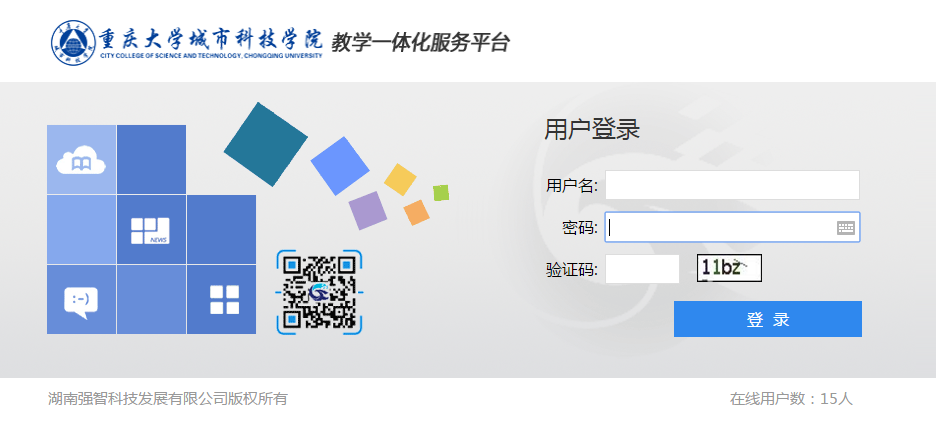 重庆大学城市科技学院 教学一体化服务平台
CITY COLLEGE OF SCIENCE AND TECHNOLOGY, CHONGQING UNIVERSITY
用户登录
用户名:
密码:
NEWS
验证码: 11bz
:-)
登 录
湖南强智科技发展有限公司版权所有
在线用户数：15人